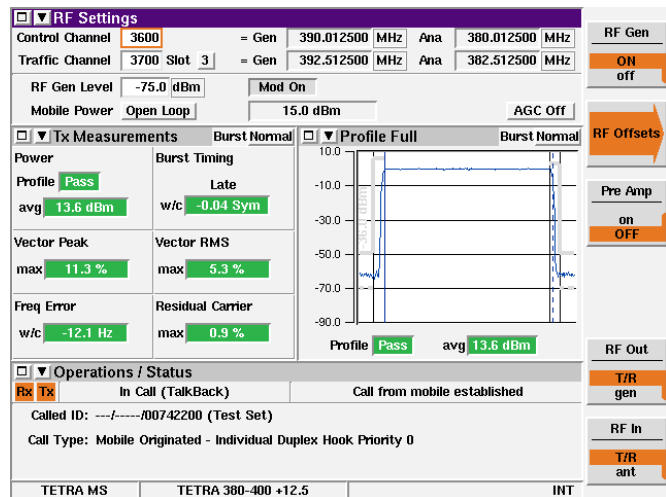 RF Settings
Control Channel 3600 = Gen 390.012500 MHz Ana 380.012500 MHz
Traffic Channel 3700 Slot 3 = Gen 392.512500 MHz Ana 382.512500 MHz
RF Gen Level -75.0 dBm Mod On
Mobile Power Open Loop 15.0 dBm AGC Off
Tx Measurements Burst Normal
Power
Profile Pass
avg 13.6 dBm
Burst Timing
Late
w/c -0.04 Sym
Vector Peak
max 11.3 %
Vector RMS
max 5.3 %
Freq Error
w/c -12.1 Hz
Residual Carrier
max 0.9 %
Profile Full Burst Normal
10.0
-10.0
-30.0
-50.0
-70.0
-90.0
-36.0 dBm
Profile Pass avg 13.6 dBm
Operations / Status
Rx Tx In Call (TalkBack) Call from mobile established
Called ID: ---/-----/00742200 (Test Set)
Call Type: Mobile Originated - Individual Duplex Hook Priority 0
TETRA MS TETRA 380-400 +12.5 INT
RF Gen
ON
off
RF Offsets
Pre Amp
on
OFF
RF Out
T/R
gen
RF In
T/R
ant